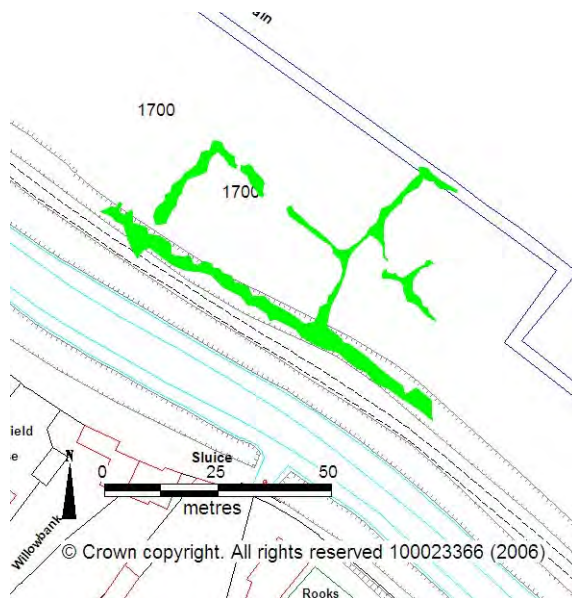 ain
1700
1700
ield
e
N
Sluice
0 25 50
metres
Willowbank
© Crown copyright. All rights reserved 100023366 (2006)
Rooks